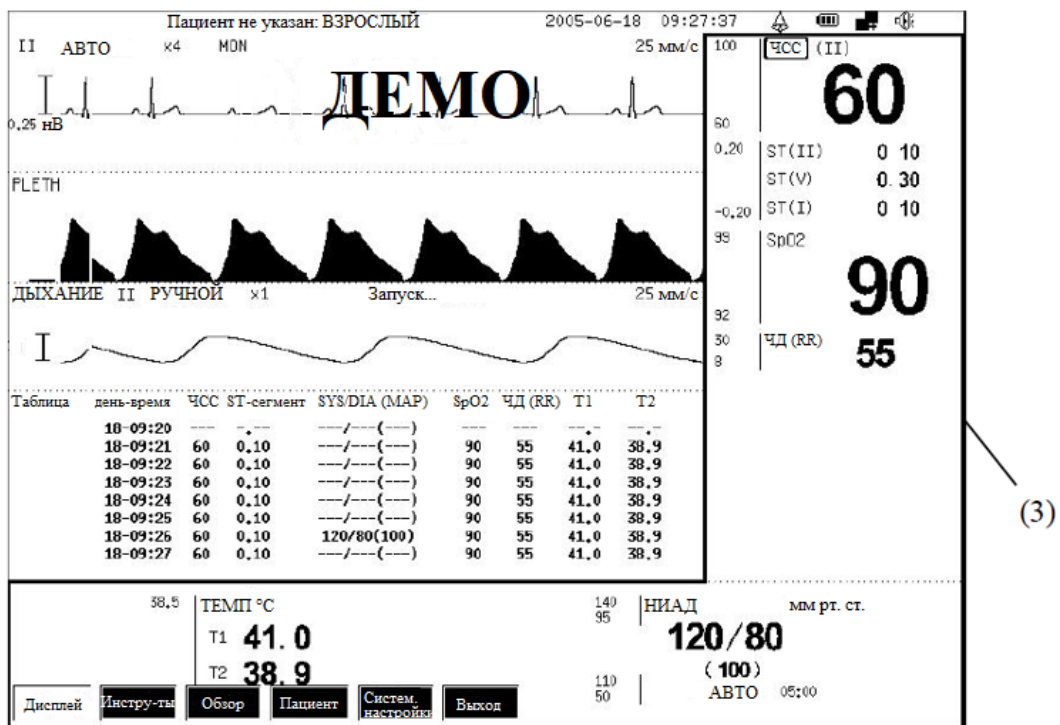 Пациент не указан: ВЗРОСЛЫЙ 2005-06-18 09:27:37
II АВТО x4 MON 25 мм/с
ДЕМО
0.25 нВ
100 ЧСС (II)
60
60
0.20 ST(II) 0 10
ST(V) 0.30
-0.20 ST(I) 0 10
PLETH
99 SpO2
90
92
ДЫХАНИЕ II РУЧНОЙ x1 Запуск... 25 мм/с
30 ЧД (RR)
8 55
Таблица день-время ЧСС ST-сегмент SYS/DIA (MAP) SpO2 ЧД (RR) T1 T2
18-09:20 --- -.-- ---/---(---) --- --- --.- --.-
18-09:21 60 0.10 ---/---(---) 90 55 41.0 38.9
18-09:22 60 0.10 ---/---(---) 90 55 41.0 38.9
18-09:23 60 0.10 ---/---(---) 90 55 41.0 38.9
18-09:24 60 0.10 ---/---(---) 90 55 41.0 38.9
18-09:25 60 0.10 ---/---(---) 90 55 41.0 38.9
18-09:26 60 0.10 120/80(100) 90 55 41.0 38.9
18-09:27 60 0.10 ---/---(---) 90 55 41.0 38.9
(3)
38.5 ТЕМП °C
T1 41.0
T2 38.9
140 НИАД мм рт. ст.
95
120/80
(100)
110
50 АВТО 05:00
Дисплей Инстру-ты Обзор Пациент Систем. настройки Выход